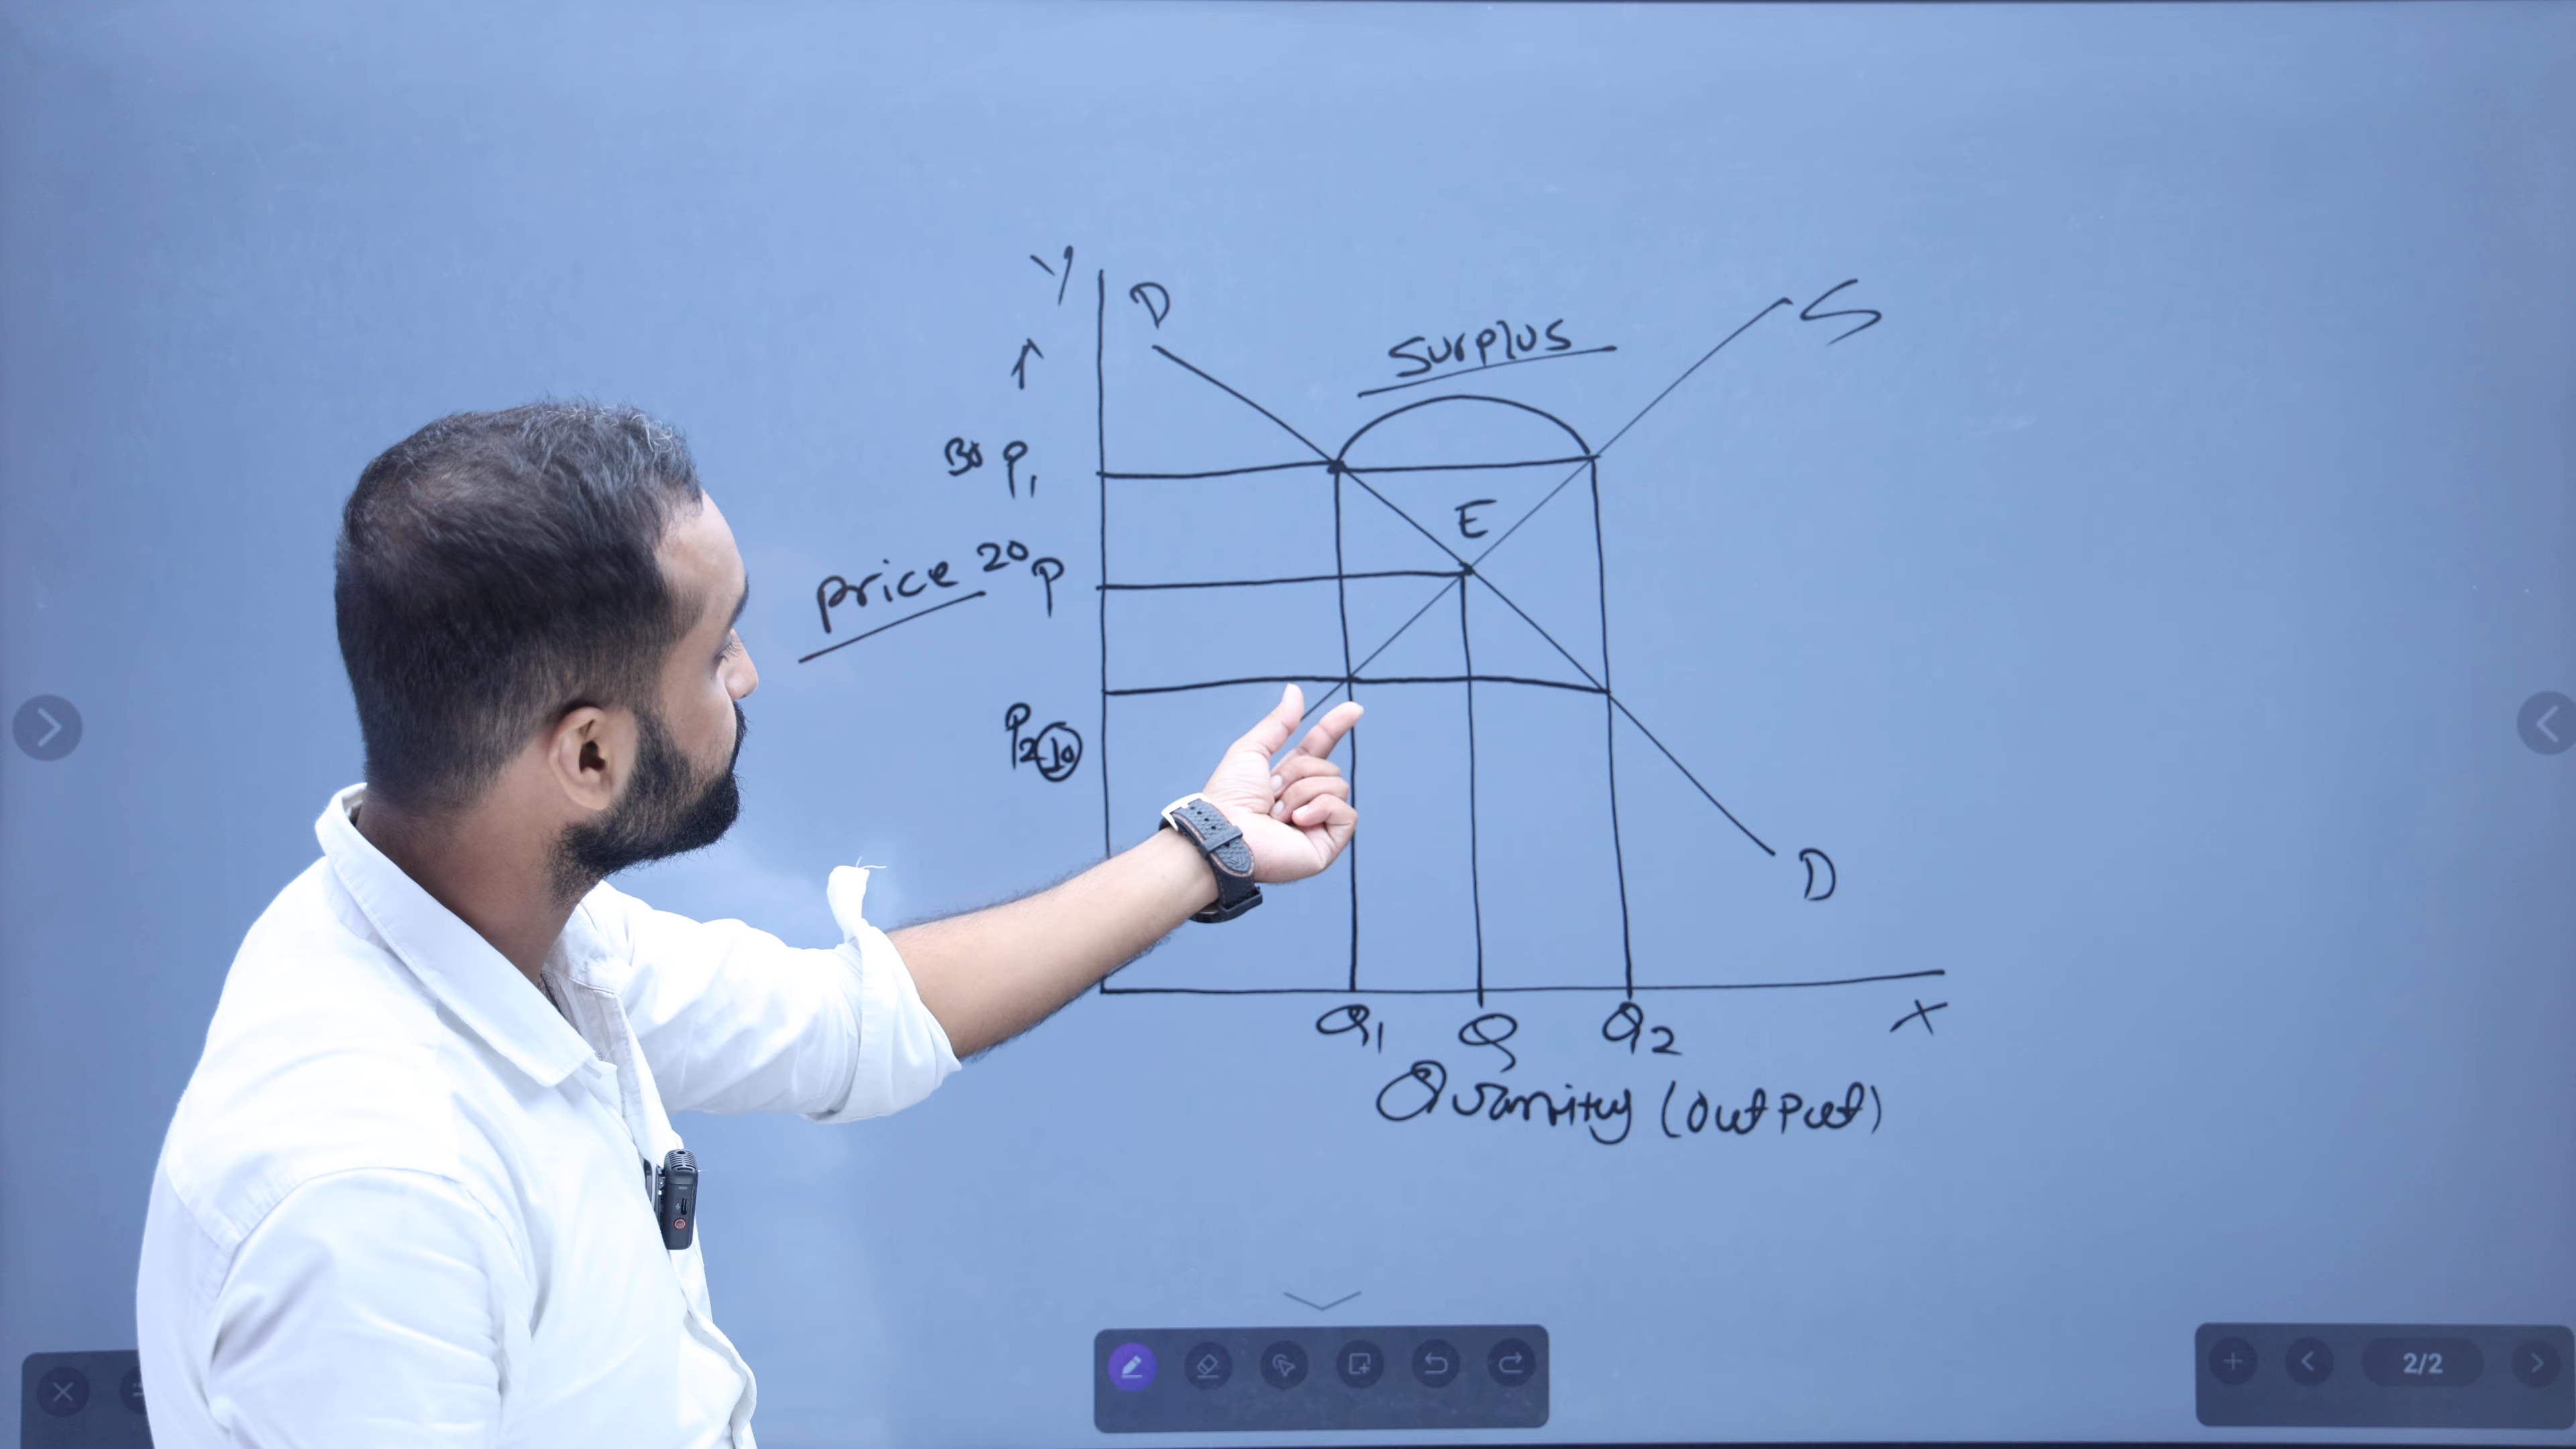 Y
D
S
Surplus
30 P1
E
Price 20 P
P2 10
D
Q1 Q Q2 X
Quantity (output)
2/2